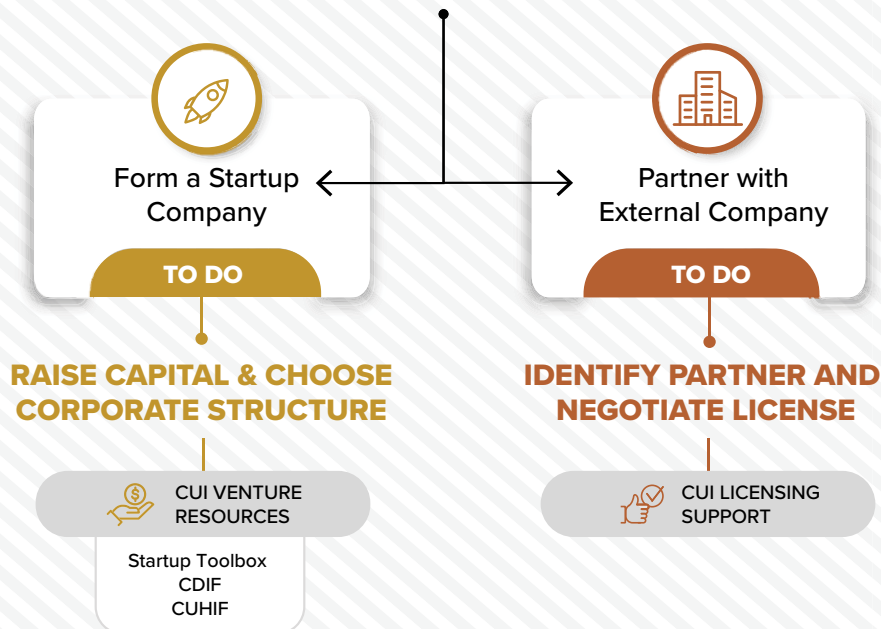 Form a Startup
Company
TO DO
RAISE CAPITAL & CHOOSE
CORPORATE STRUCTURE
CUI VENTURE
RESOURCES
Startup Toolbox
CDIF
CUHIF
Partner with
External Company
TO DO
IDENTIFY PARTNER AND
NEGOTIATE LICENSE
CUI LICENSING
SUPPORT